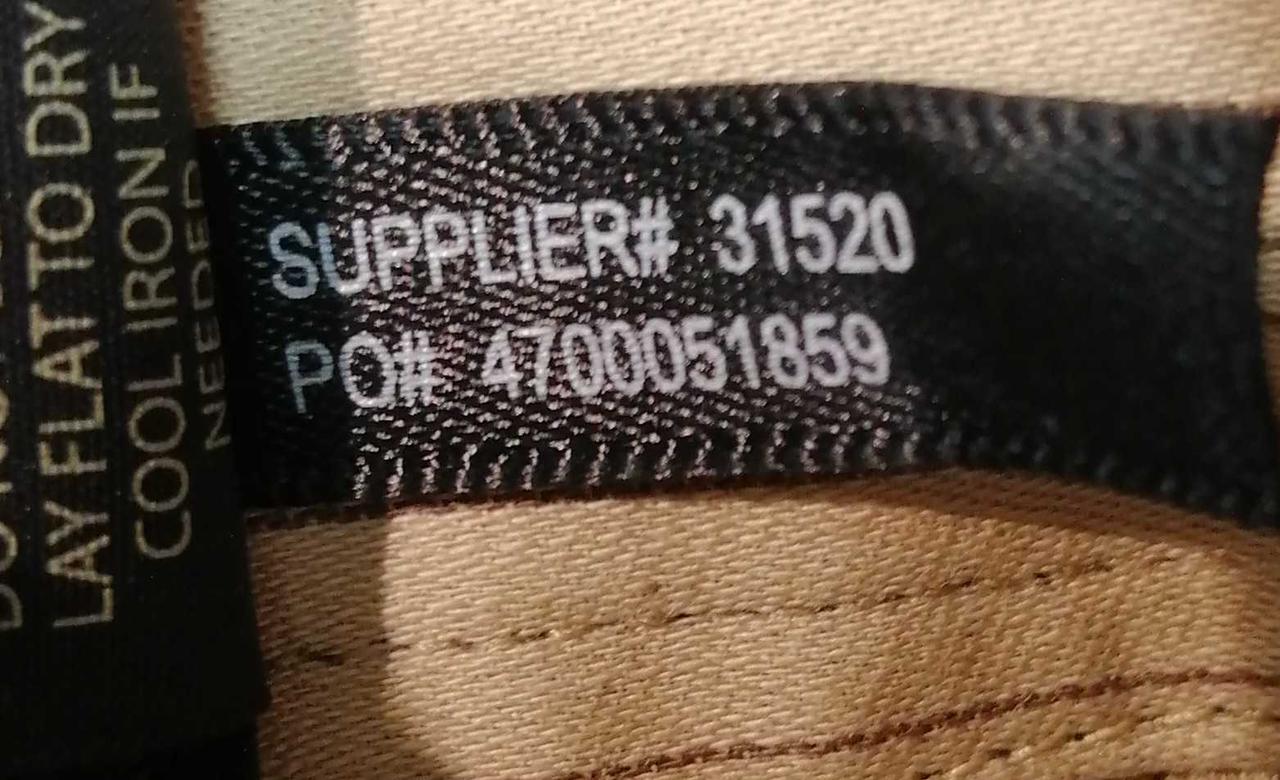 SUPPLIER# 31520
PO# 4700051859
LAY FLAT TO DRY
COOL IRON IF
NEEDED